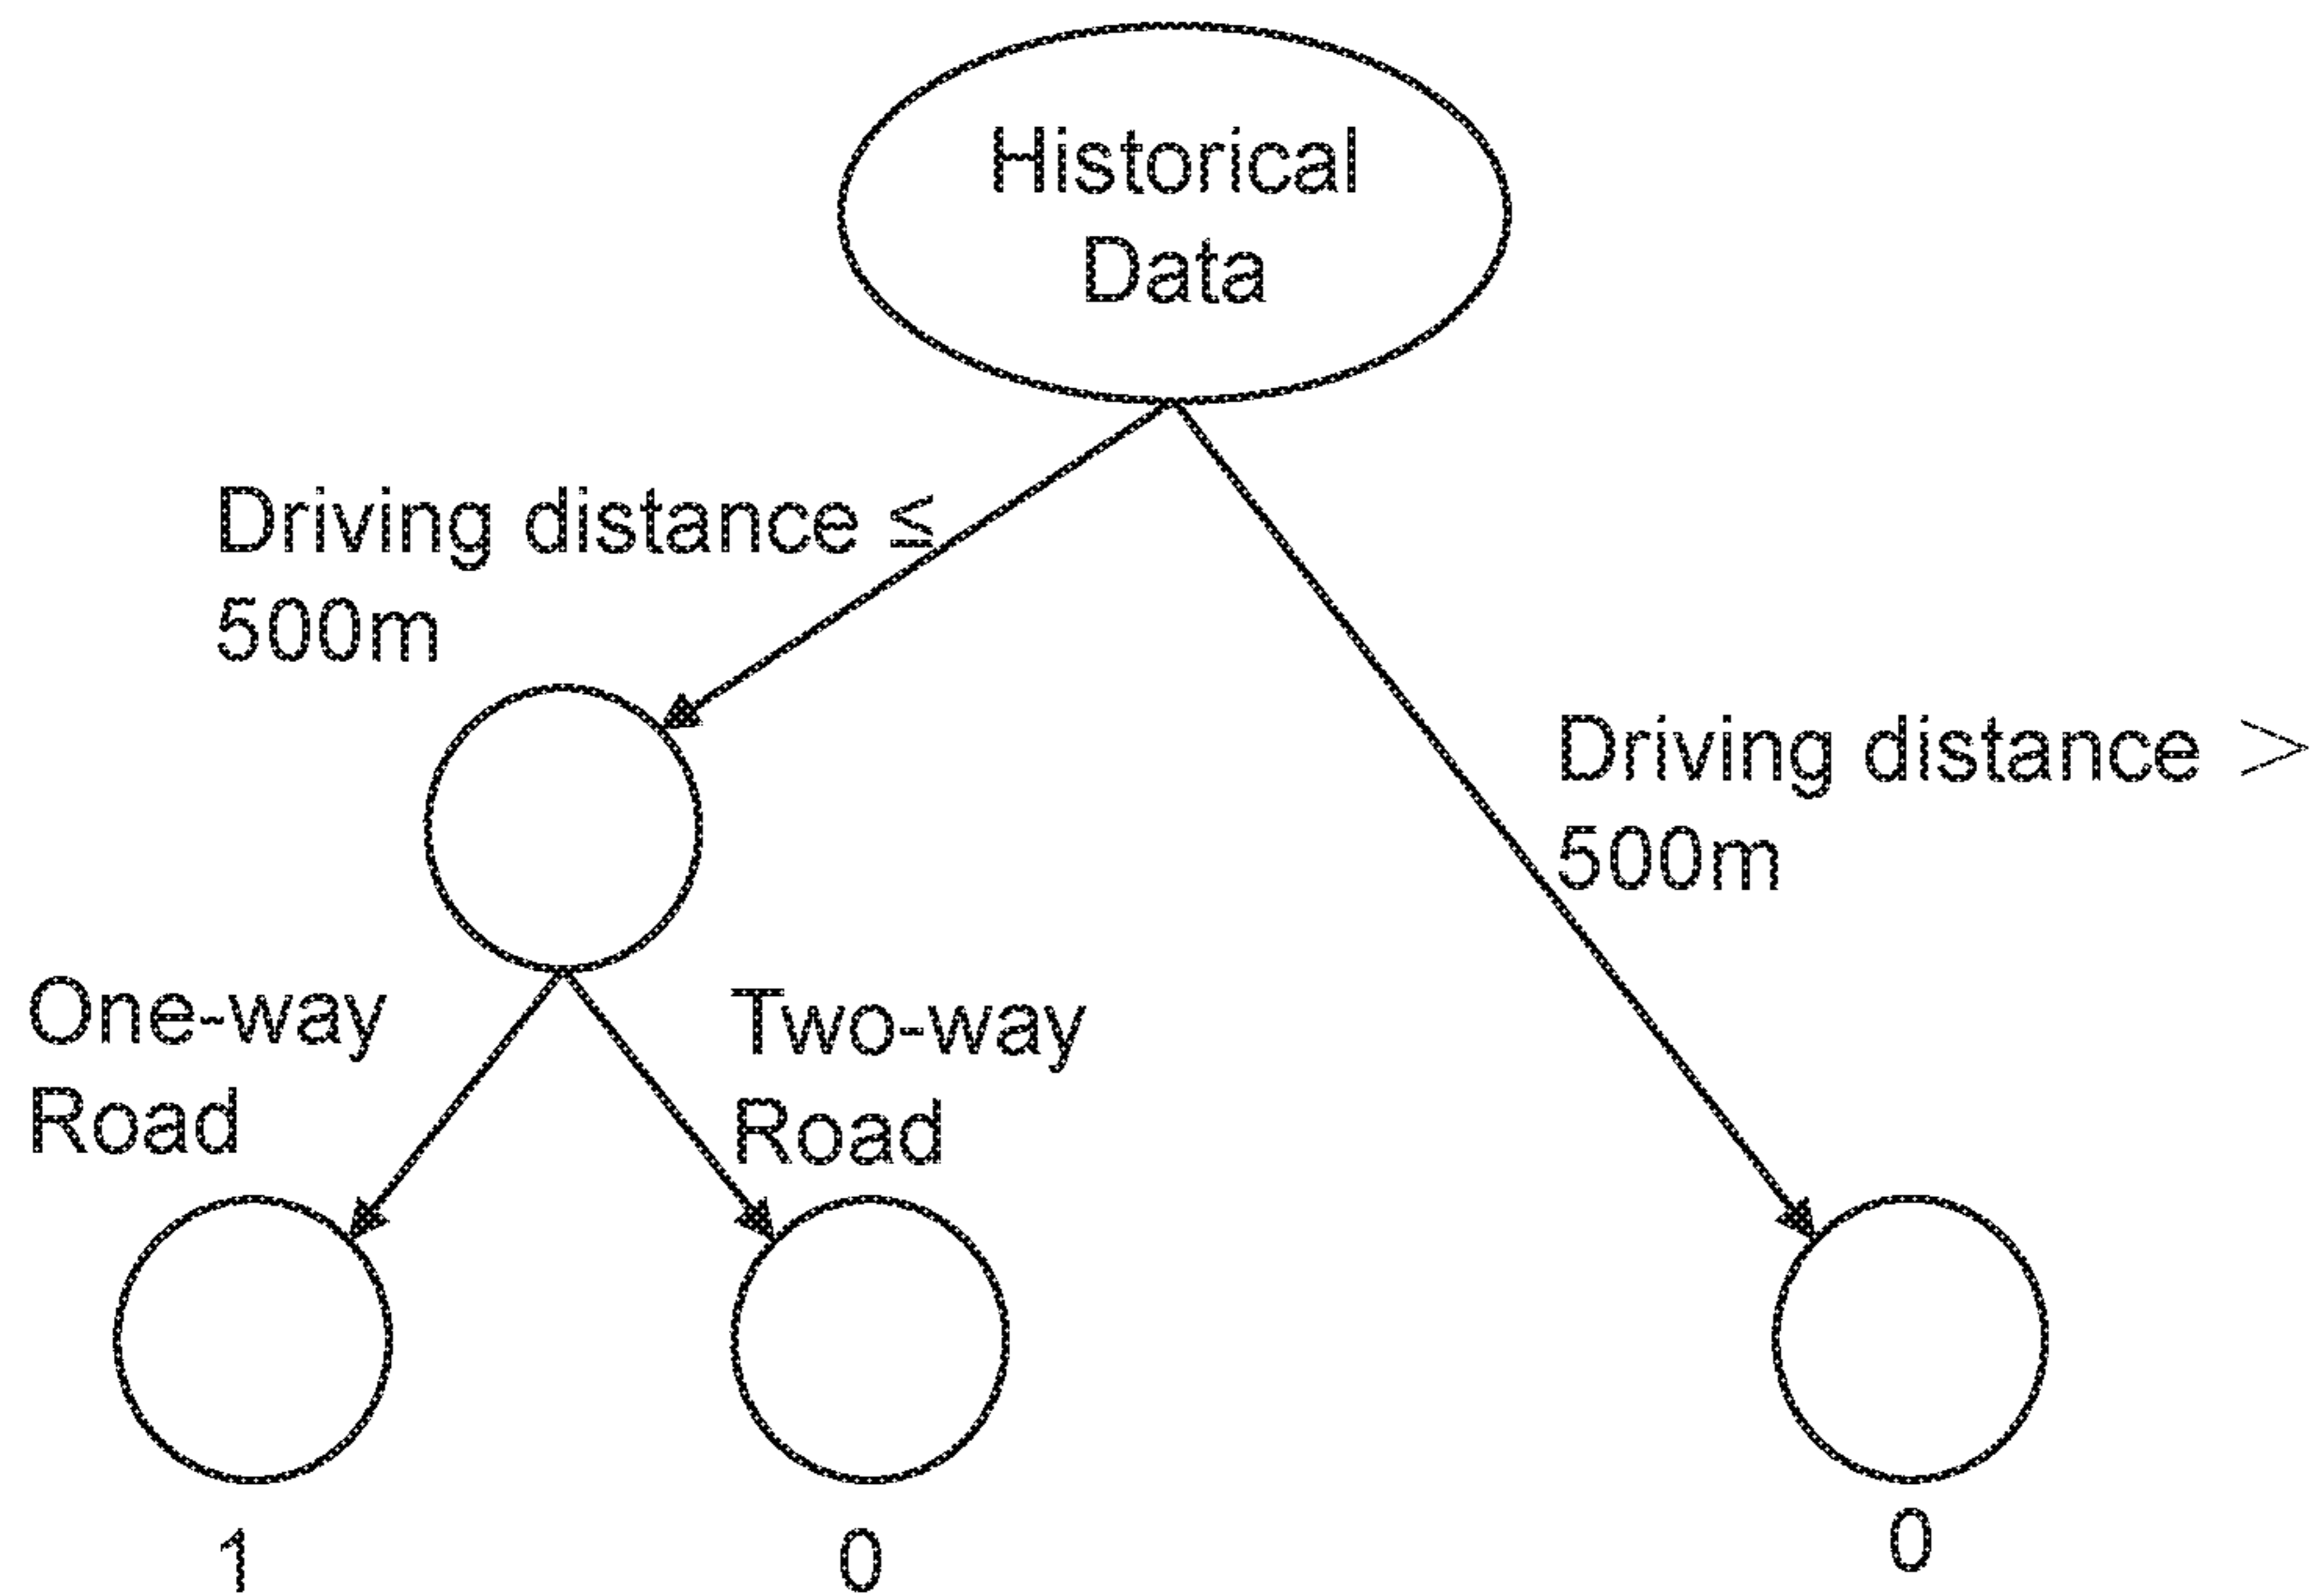 Historical
Data
Driving distance ≤
500m
Driving distance >
500m
One-way
Road
Two-way
Road
1
0
0